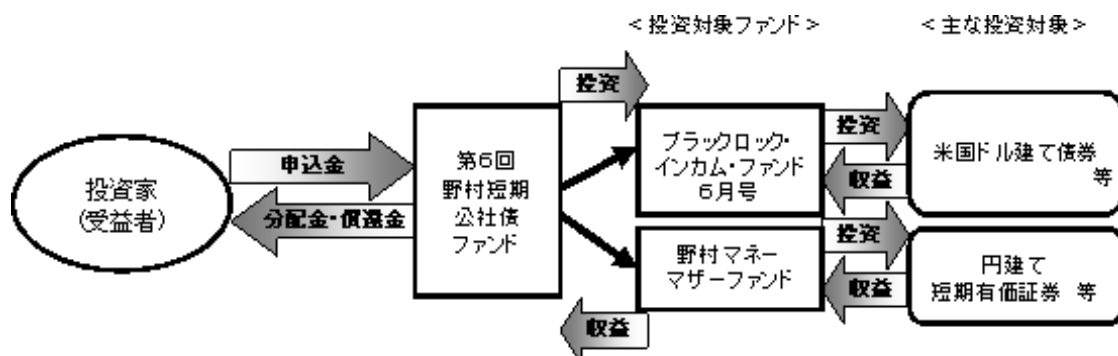 ＜投資対象ファンド＞
＜主な投資対象＞
投資
申込金
分配金・償還金
投資家
(受益者)
第6回
野村短期
公社債
ファンド
ブラックロック・
インカム・ファンド
6月号
野村マネー
マザーファンド
収益
投資
収益
米国ドル建て債券
等
投資
収益
円建て
短期有価証券 等